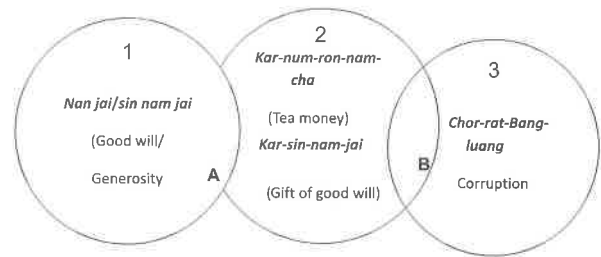 1
Nan jai/sin nam jai
(Good will/
Generosity
A
2
Kar-num-ron-nam-
cha
(Tea money)
Kar-sin-nam-jai
(Gift of good will)
B
3
Chor-rat-Bang-
luang
Corruption